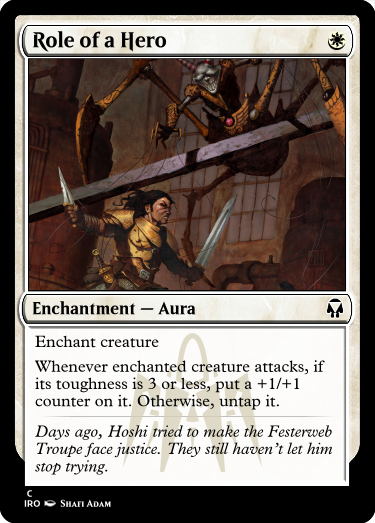 Role of a Hero
Enchantment — Aura
Enchant creature
Whenever enchanted creature attacks, if
its toughness is 3 or less, put a +1/+1
counter on it. Otherwise, untap it.
Days ago, Hoshi tried to make the Festerweb
Troupe face justice. They still haven't let him
stop trying.
C
IRO Shafi Adam